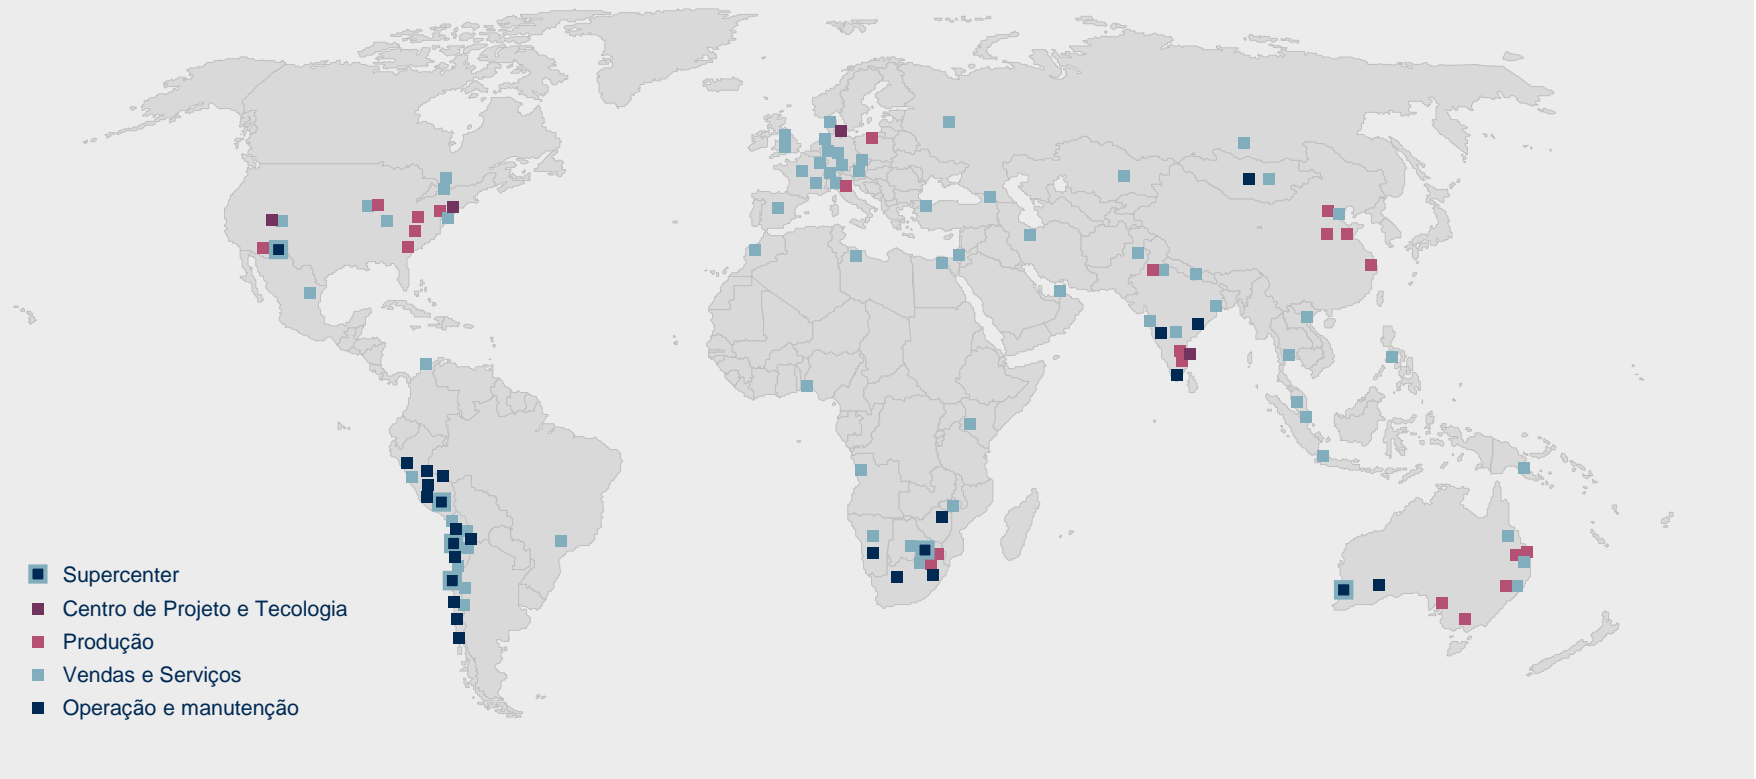 Supercenter
Centro de Projeto e Tecologia
Produção
Vendas e Serviços
Operação e manutenção